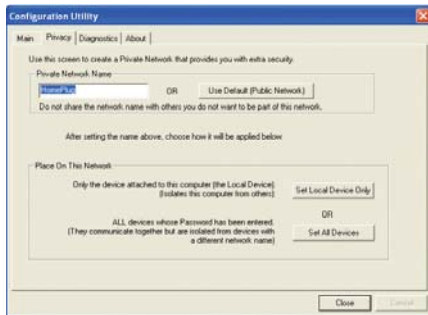 Configuration Utility
Main Privacy Diagnostics About
Use this screen to create a Private Network that provides you with extra security.
Private Network Name
HomePlug OR Use Default (Public Network)
Do not share the network name with others you do not want to be part of this network.
After setting the name above, choose how it will be applied below
Place On This Network
Only the device attached to this computer (the Local Device).
(Isolates this computer from others)
Set Local Device Only
OR
ALL devices whose Password has been entered.
(They communicate together but are isolated from devices with
a different network name)
Set All Devices
Close Cancel